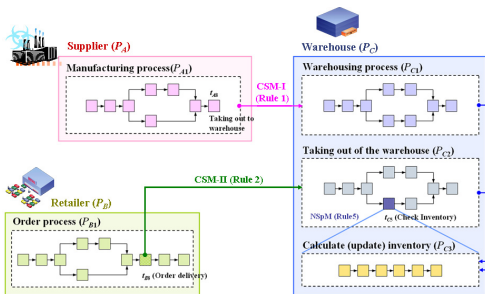 Supplier (PA)
Manufacturing process(PA1)
tA8
Taking out to
warehouse
CSM-I
(Rule 1)
Warehouse (PC)
Warehousing process (PC1)
Taking out of the warehouse (PC2)
NSpM (Rule5)
tC5 (Check Inventory)
Calculate (update) inventory (PC3)
CSM-II (Rule 2)
Retailer (PB)
Order process (PB1)
tB8 (Order delivery)